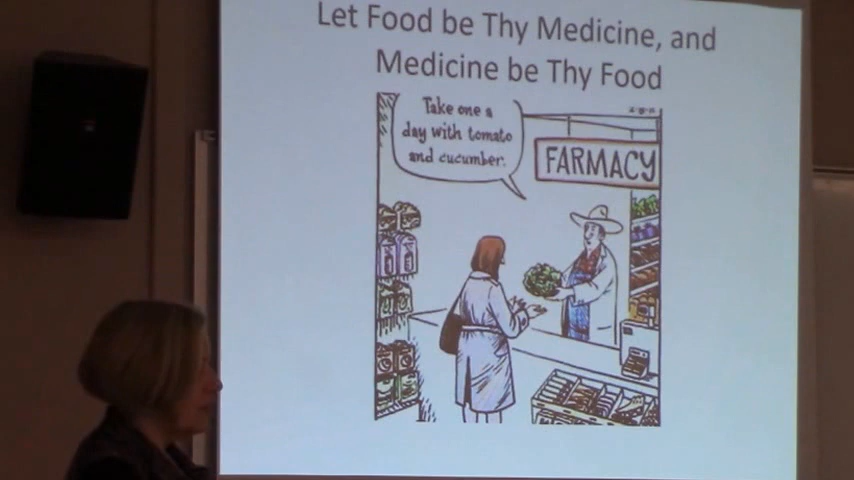 Let Food be Thy Medicine, and
Medicine be Thy Food
Take one a
day with tomato
and cucumber.
FARMACY